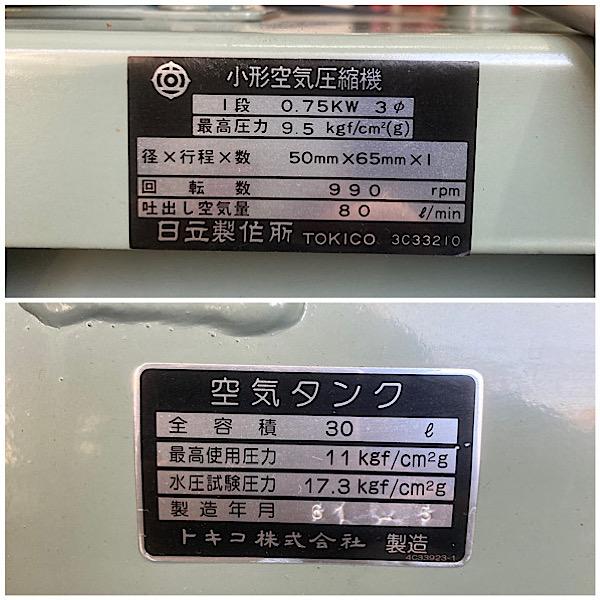 小形空気圧縮機
1段 0.75KW 3φ
最高圧力 9.5 kgf/cm²(g)
径×行程×数 50mm×65mm×1
回転数 990 rpm
吐出し空気量 80 ℓ/min
日立製作所 TOKICO 3C33210
空気タンク
全容積 30 ℓ
最高使用圧力 11 kgf/cm²g
水圧試験圧力 17.3 kgf/cm²g
製造年月
トキコ株式会社 製造
4C33923-1